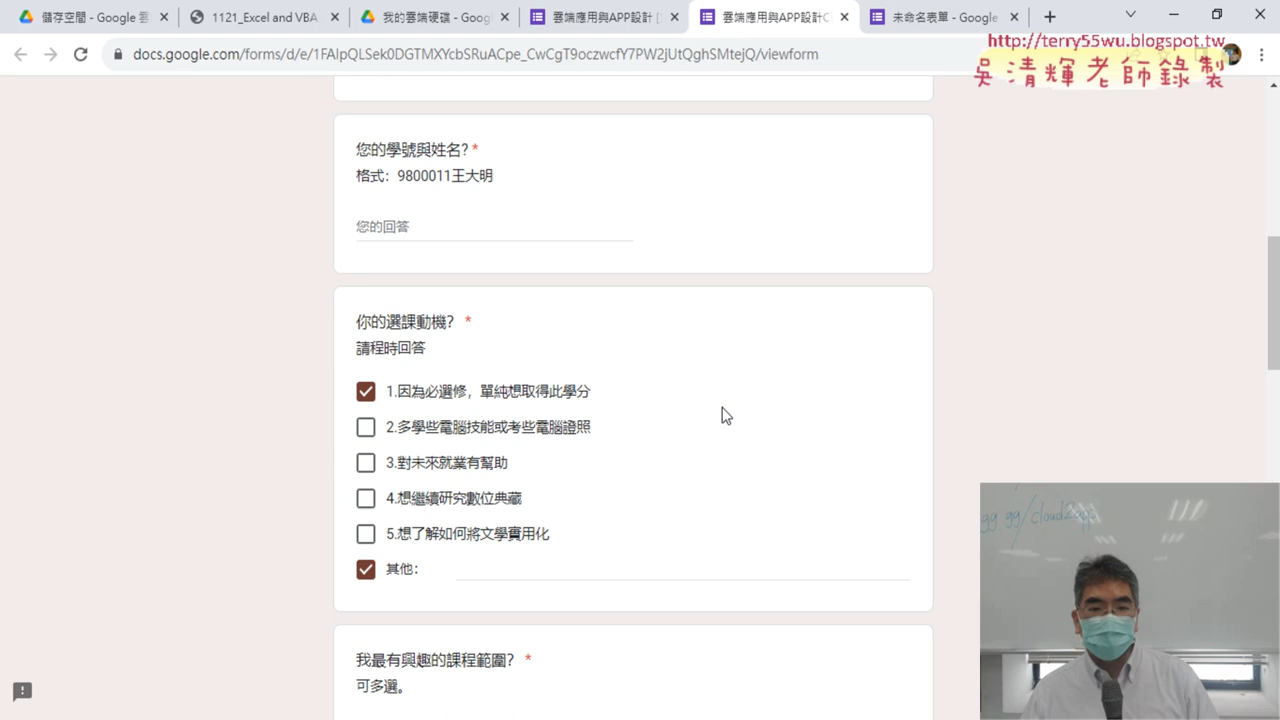 儲存空間 - Google 雲
1121_Excel and VBA
我的雲端硬碟 - Goog
雲端應用與APP設計 [
雲端應用與APP設計C
未命名表單 - Google
docs.google.com/forms/d/e/1FAIpQLSek0DGTMXYcbSRuACpe_CwCgT9oczwcfY7PW2jUtQghSMtejQ/viewform
http://terry55wu.blogspot.tw
吳清輝老師錄製
您的學號與姓名? *
格式：9800011王大明
您的回答
你的選課動機? *
請程時回答
1.因為必選修，單純想取得此學分
2.多學些電腦技能或考些電腦證照
3.對未來就業有幫助
4.想繼續研究數位典藏
5.想了解如何將文學實用化
其他：
gg gg/cloud2app
我最有興趣的課程範圍? *
可多選。